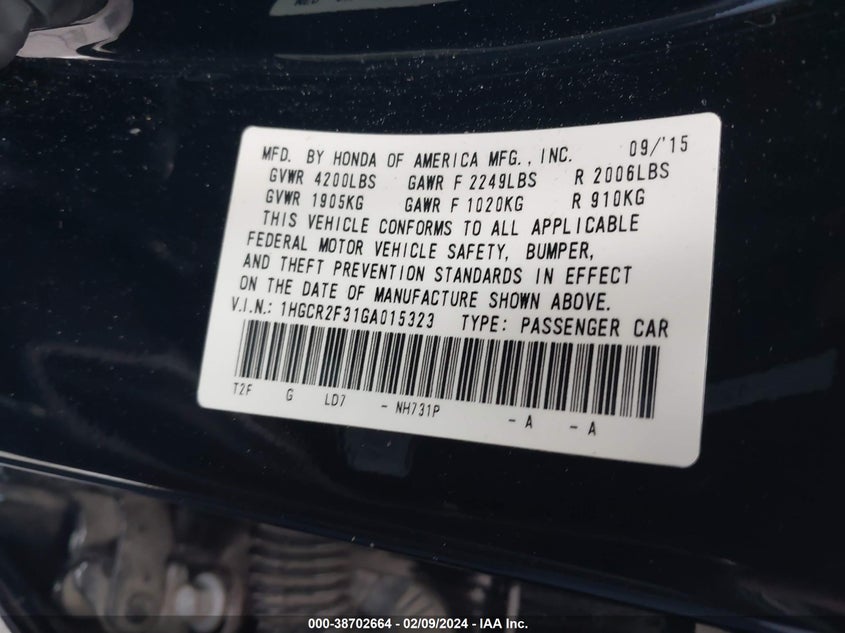 MFD. BY HONDA OF AMERICA MFG., INC. 09/'15
GVWR 4200LBS GAWR F 2249LBS R 2006LBS
GVWR 1905KG GAWR F 1020KG R 910KG
THIS VEHICLE CONFORMS TO ALL APPLICABLE
FEDERAL MOTOR VEHICLE SAFETY, BUMPER,
AND THEFT PREVENTION STANDARDS IN EFFECT
ON THE DATE OF MANUFACTURE SHOWN ABOVE.
V.I.N.: 1HGCR2F31GA015323 TYPE: PASSENGER CAR
T2F G LD7 - NH731P - A - A
000-38702664 - 02/09/2024 - IAA Inc.